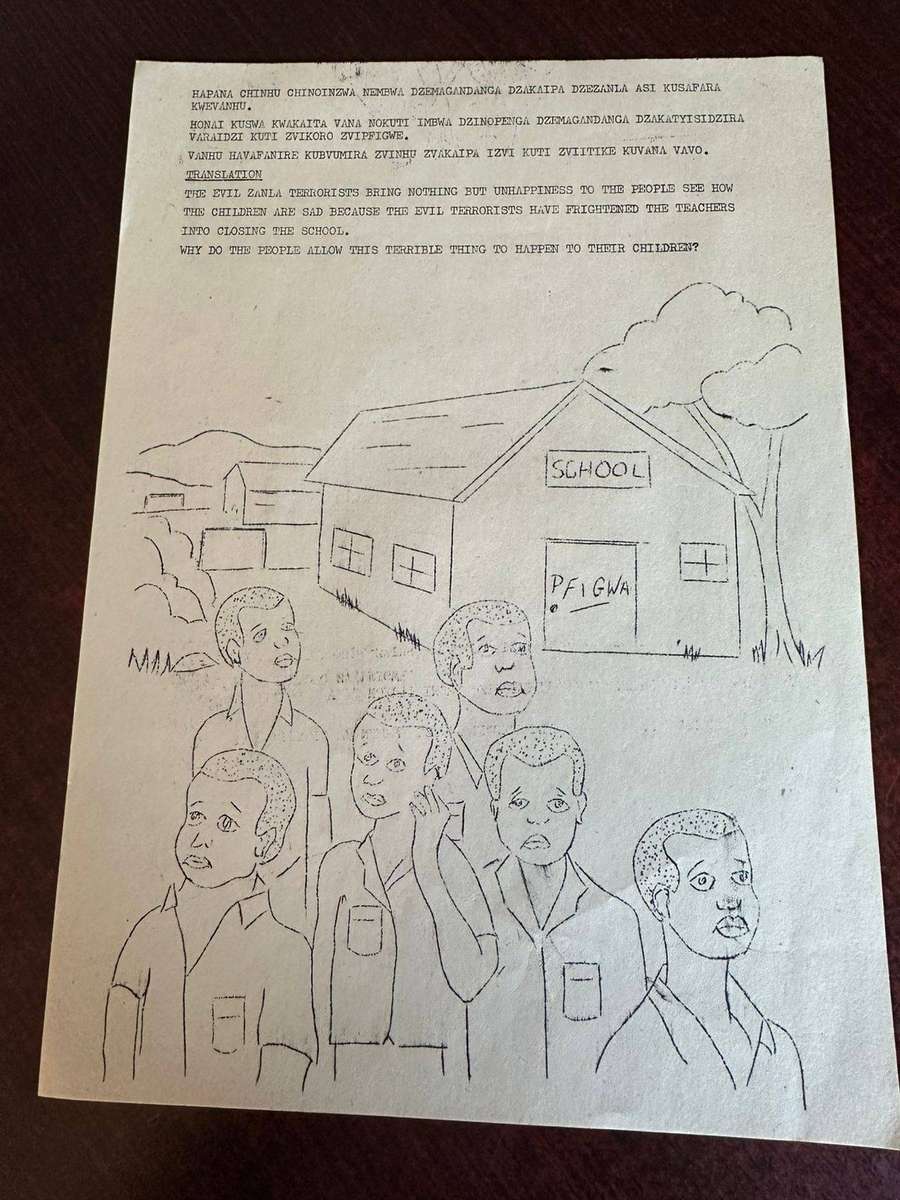 HAPANA CHINHU CHINOINZWA NEMBWA DZEMAGANDANGA DZAKAIPA DZEZANLA ASI KUSAFARA
KWEVANHU.
HONAI KUSWA KWAKAITA VANA NOKUTI IMBWA DZINOPENGA DZEMAGANDANGA DZAKATYISIDZIRA
VARAIDZI KUTI ZVIKORO ZVIPFIGWE.
VANHU HAVAFANIRE KUBVUMIRA ZVINHU ZVAKAIPA IZVI KUTI ZVIITIKE KUVANA VAVO.
TRANSLATION
THE EVIL ZANLA TERRORISTS BRING NOTHING BUT UNHAPPINESS TO THE PEOPLE SEE HOW
THE CHILDREN ARE SAD BECAUSE THE EVIL TERRORISTS HAVE FRIGHTENED THE TEACHERS
INTO CLOSING THE SCHOOL.
WHY DO THE PEOPLE ALLOW THIS TERRIBLE THING TO HAPPEN TO THEIR CHILDREN?
SCHOOL
PFIGWA